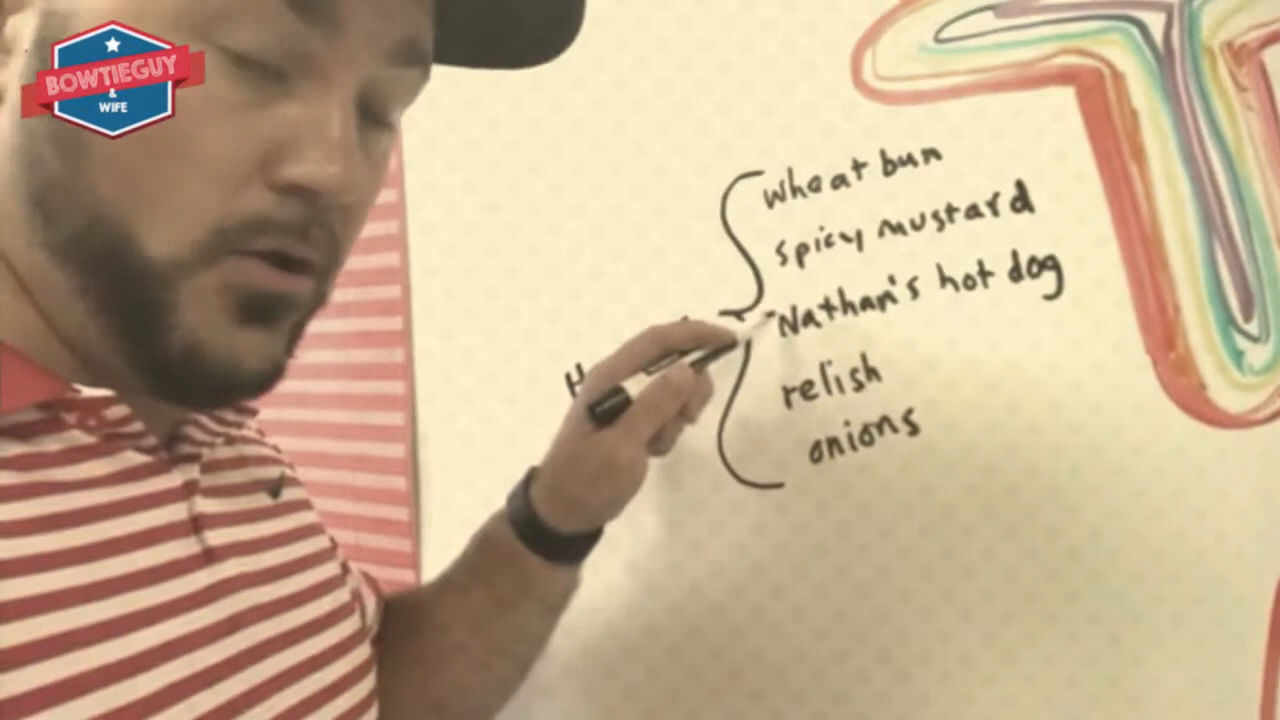 BOWTIEGUY
&
WIFE
wheat bun
spicy mustard
Nathan's hot dog
relish
onions
H